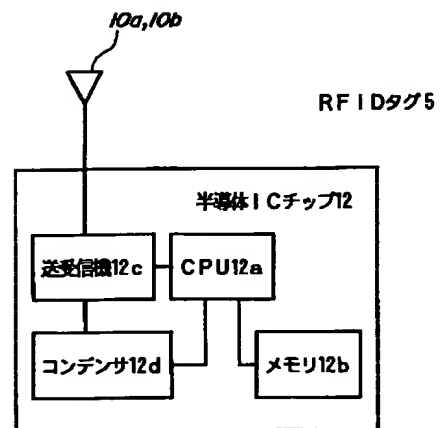 10a,10b
RFIDタグ5
半導体ICチップ12
送受信機12c
CPU12a
コンデンサ12d
メモリ12b